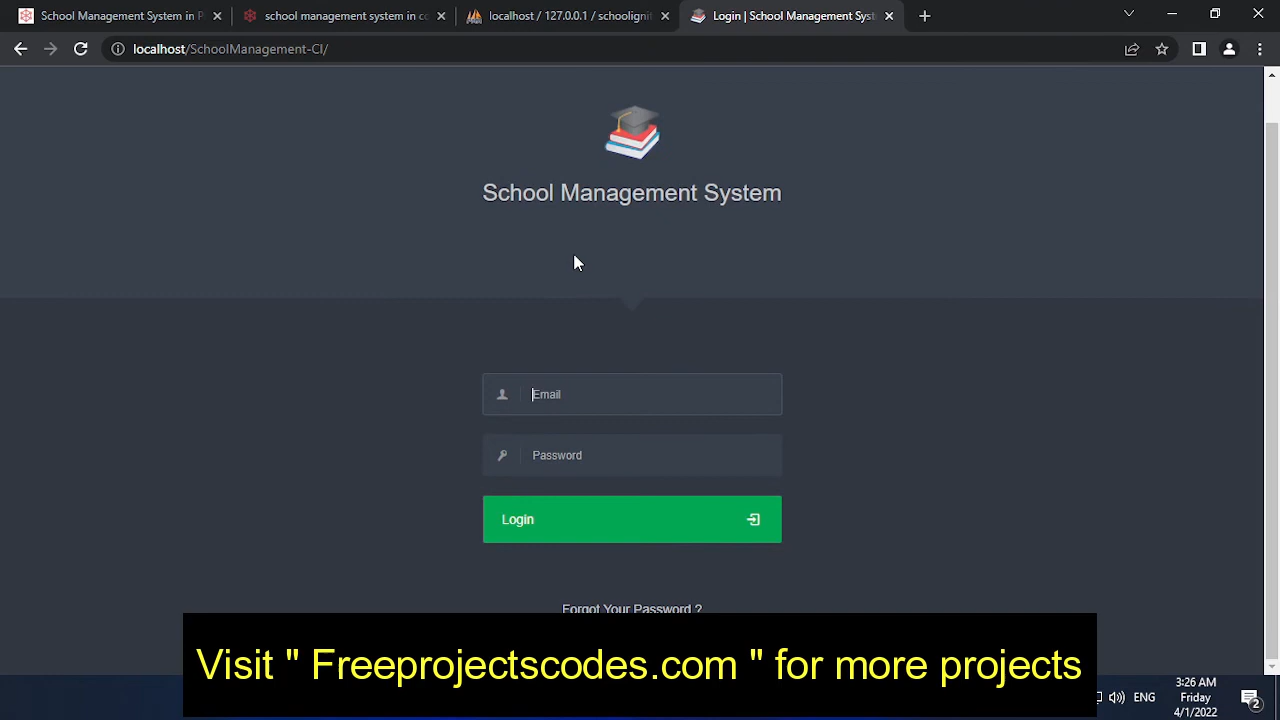 School Management System in P
school management system in co
localhost / 127.0.0.1 / schoolignit
Login | School Management Syst
localhost/SchoolManagement-CI/
School Management System
Email
Password
Login
Forgot Your Password ?
Visit " Freeprojectscodes.com " for more projects
3:26 AM
ENG
Friday
4/1/2022
2